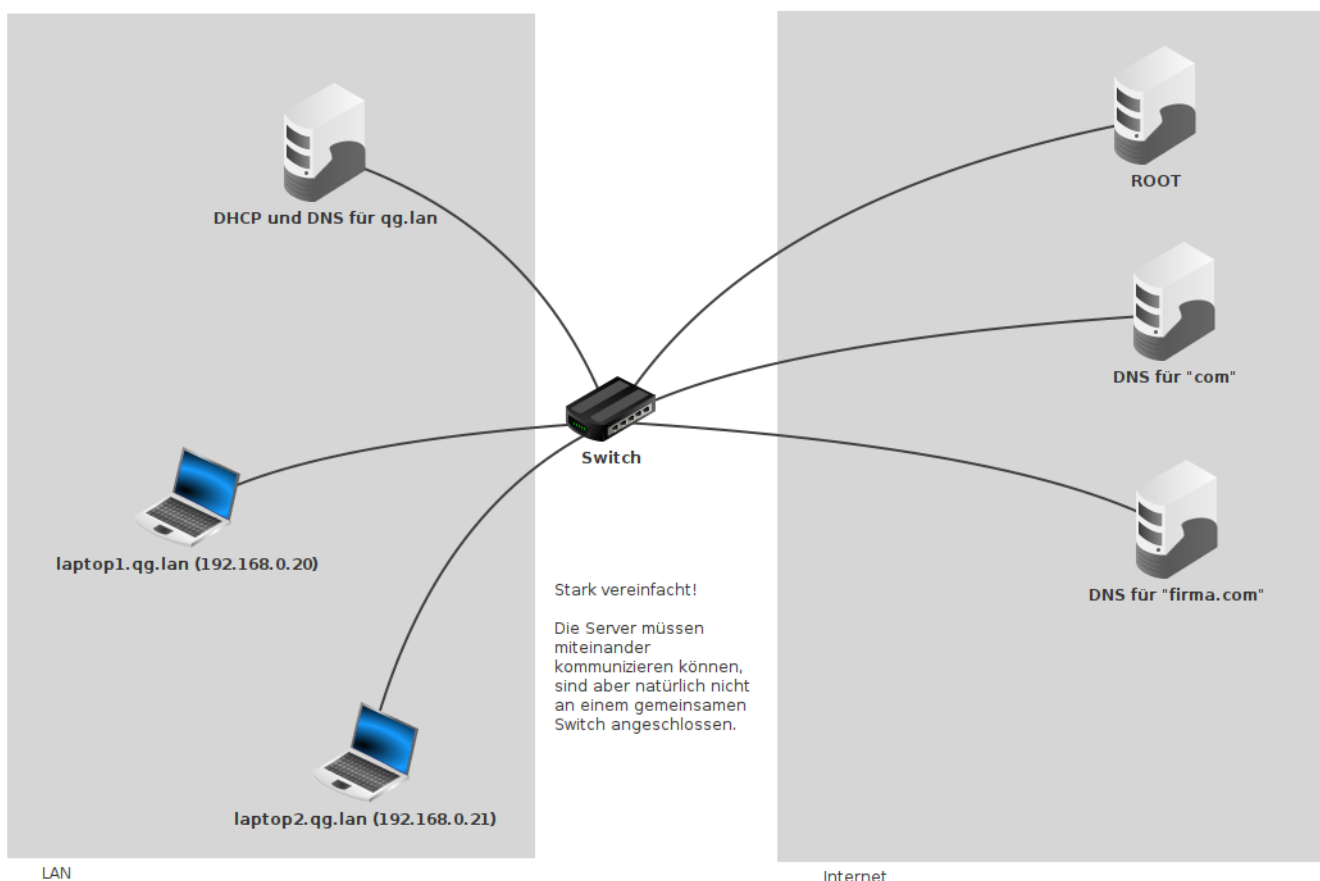 ROOT
DHCP und DNS für qg.lan
DNS für "com"
Switch
laptop1.qg.lan (192.168.0.20)
DNS für "firma.com"
Stark vereinfacht!
Die Server müssen
miteinander
kommunizieren können,
sind aber natürlich nicht
an einem gemeinsamen
Switch angeschlossen.
laptop2.qg.lan (192.168.0.21)
LAN
Internet